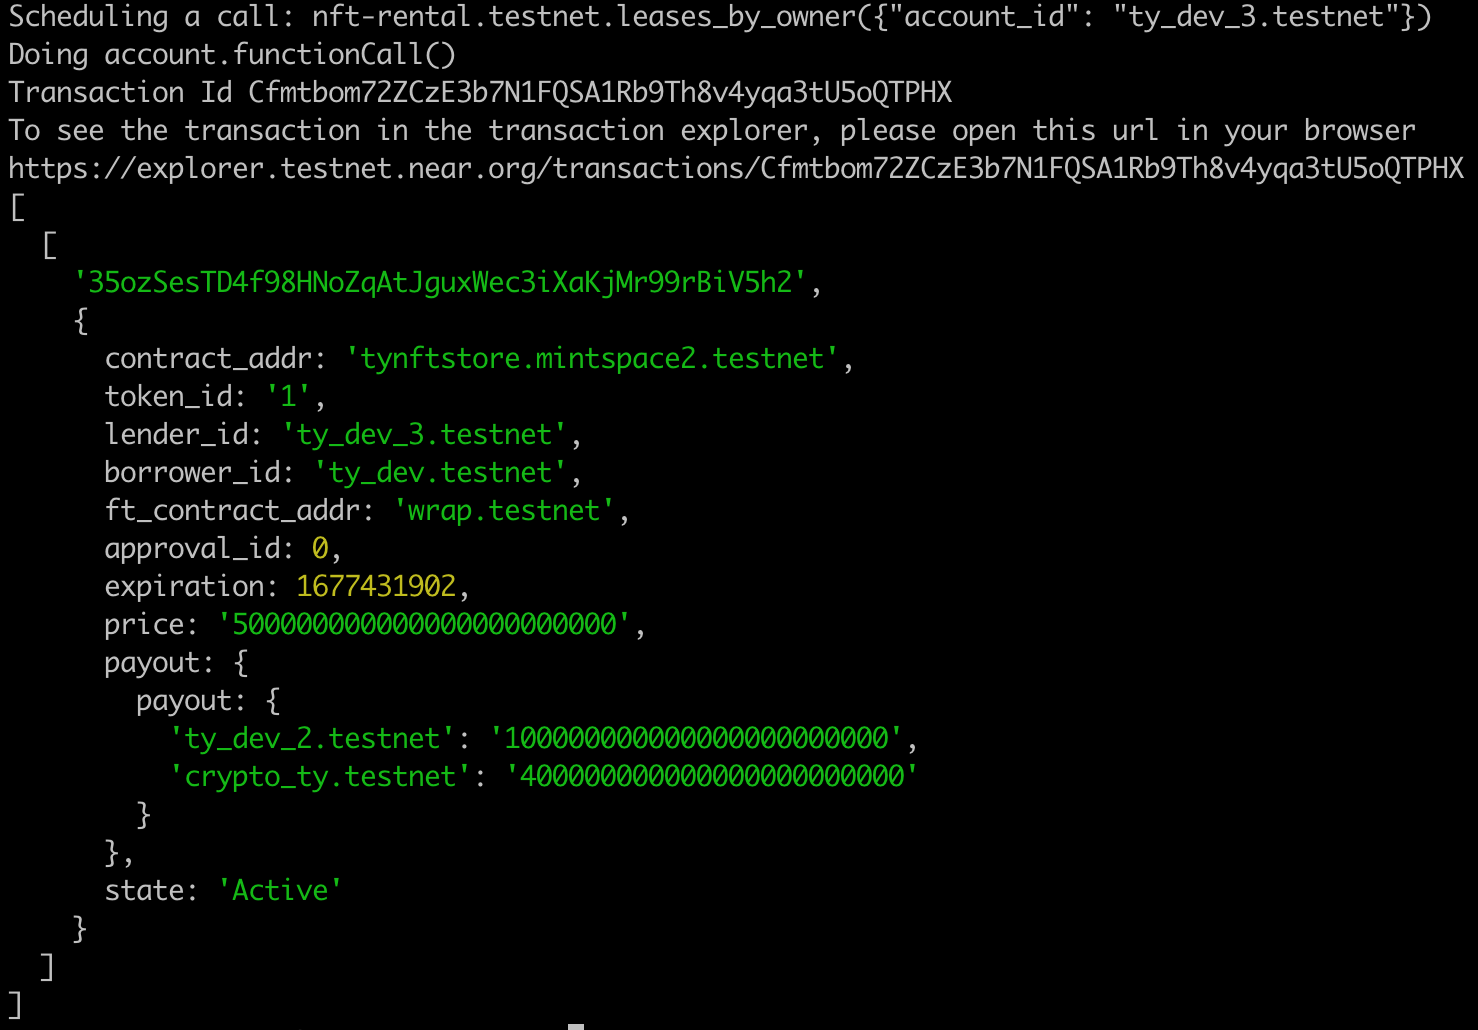 Scheduling a call: nft-rental.testnet.leases_by_owner({"account_id": "ty_dev_3.testnet"})
Doing account.functionCall()
Transaction Id Cfmtbom72ZCzE3b7N1FQSA1Rb9Th8v4yqa3tU5oQTPHX
To see the transaction in the transaction explorer, please open this url in your browser
https://explorer.testnet.near.org/transactions/Cfmtbom72ZCzE3b7N1FQSA1Rb9Th8v4yqa3tU5oQTPHX
[
  [
    '35ozSesTD4f98HNoZqAtJguxWec3iXaKjMr99rBiV5h2',
    {
      contract_addr: 'tynftstore.mintspace2.testnet',
      token_id: '1',
      lender_id: 'ty_dev_3.testnet',
      borrower_id: 'ty_dev.testnet',
      ft_contract_addr: 'wrap.testnet',
      approval_id: 0,
      expiration: 1677431902,
      price: '500000000000000000000000',
      payout: {
        payout: {
          'ty_dev_2.testnet': '100000000000000000000000',
          'crypto_ty.testnet': '400000000000000000000000'
        }
      },
      state: 'Active'
    }
  ]
]